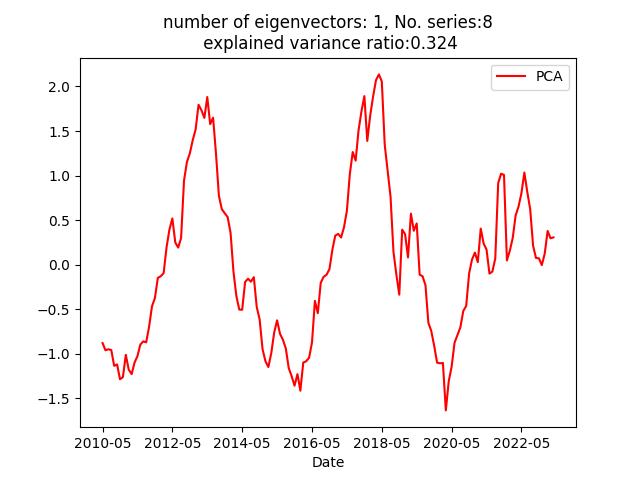 number of eigenvectors: 1, No. series:8
explained variance ratio:0.324
PCA
2.0
1.5
1.0
0.5
0.0
−0.5
−1.0
−1.5
2010-05 2012-05 2014-05 2016-05 2018-05 2020-05 2022-05
Date